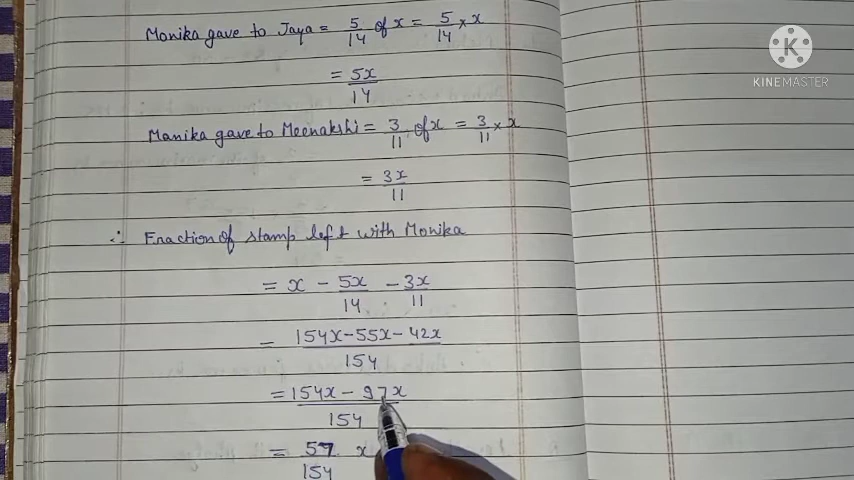 Monika gave to Jaya = 5/14 of x = 5/14 × x
= 5x/14
Monika gave to Meenakshi = 3/11 of x = 3/11 × x
= 3x/11
∴ Fraction of stamp left with Monika
= x - 5x/14 - 3x/11
= 154x - 55x - 42x / 154
= 154x - 97x / 154
= 57/154 x
KINEMASTER